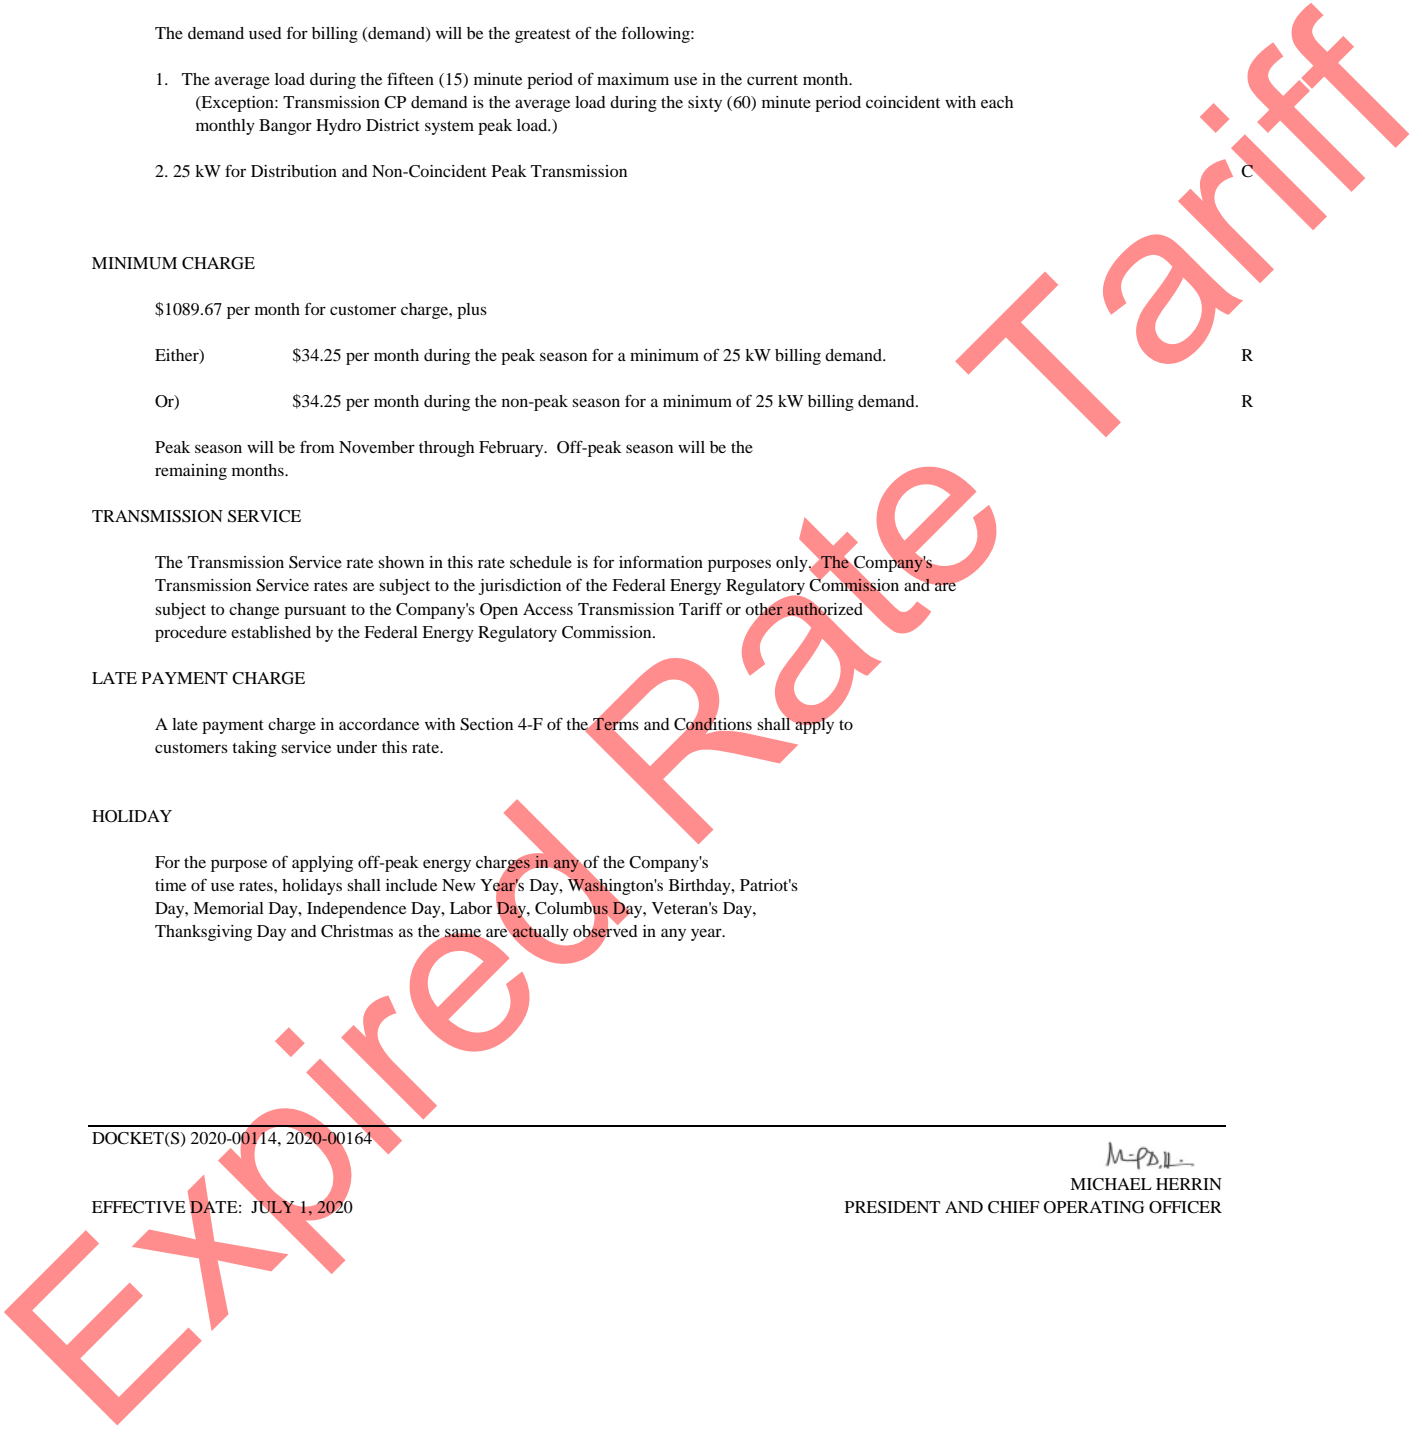 The demand used for billing (demand) will be the greatest of the following:
1. The average load during the fifteen (15) minute period of maximum use in the current month.
(Exception: Transmission CP demand is the average load during the sixty (60) minute period coincident with each
monthly Bangor Hydro District system peak load.)
2. 25 kW for Distribution and Non-Coincident Peak Transmission C
MINIMUM CHARGE
$1089.67 per month for customer charge, plus
Either) $34.25 per month during the peak season for a minimum of 25 kW billing demand. R
Or) $34.25 per month during the non-peak season for a minimum of 25 kW billing demand. R
Peak season will be from November through February. Off-peak season will be the
remaining months.
TRANSMISSION SERVICE
The Transmission Service rate shown in this rate schedule is for information purposes only. The Company's
Transmission Service rates are subject to the jurisdiction of the Federal Energy Regulatory Commission and are
subject to change pursuant to the Company's Open Access Transmission Tariff or other authorized
procedure established by the Federal Energy Regulatory Commission.
LATE PAYMENT CHARGE
A late payment charge in accordance with Section 4-F of the Terms and Conditions shall apply to
customers taking service under this rate.
HOLIDAY
For the purpose of applying off-peak energy charges in any of the Company's
time of use rates, holidays shall include New Year's Day, Washington's Birthday, Patriot's
Day, Memorial Day, Independence Day, Labor Day, Columbus Day, Veteran's Day,
Thanksgiving Day and Christmas as the same are actually observed in any year.
DOCKET(S) 2020-00114, 2020-00164
MICHAEL HERRIN
EFFECTIVE DATE: JULY 1, 2020 PRESIDENT AND CHIEF OPERATING OFFICER
Expired Rate Tariff